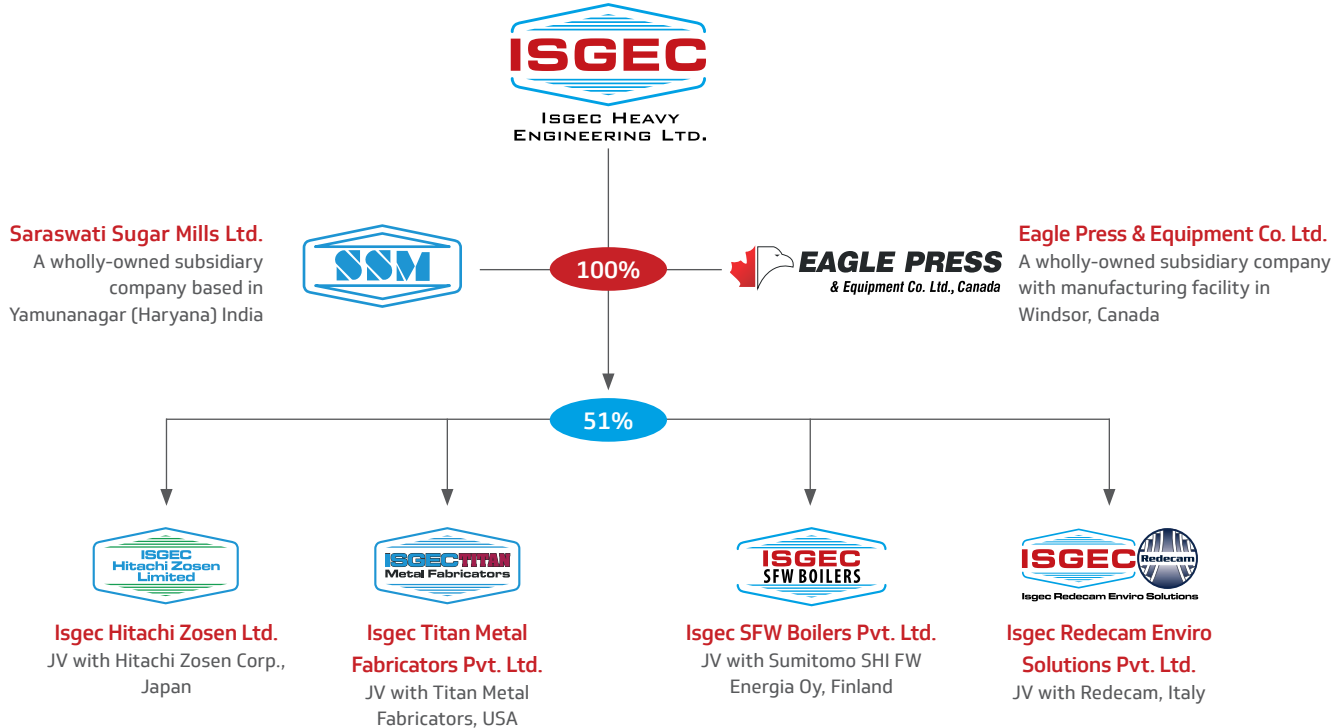 ISGEC
ISGEC HEAVY
ENGINEERING LTD.
Saraswati Sugar Mills Ltd.
A wholly-owned subsidiary
company based in
Yamunanagar (Haryana) India
SSM
100%
EAGLE PRESS
& Equipment Co. Ltd., Canada
Eagle Press & Equipment Co. Ltd.
A wholly-owned subsidiary company
with manufacturing facility in
Windsor, Canada
51%
ISGEC
Hitachi Zosen
Limited
Isgec Hitachi Zosen Ltd.
JV with Hitachi Zosen Corp.,
Japan
ISGEC TITAN
Metal Fabricators
Isgec Titan Metal
Fabricators Pvt. Ltd.
JV with Titan Metal
Fabricators, USA
ISGEC
SFW BOILERS
Isgec SFW Boilers Pvt. Ltd.
JV with Sumitomo SHI FW
Energia Oy, Finland
ISGEC Redecam
Isgec Redecam Enviro Solutions
Isgec Redecam Enviro
Solutions Pvt. Ltd.
JV with Redecam, Italy